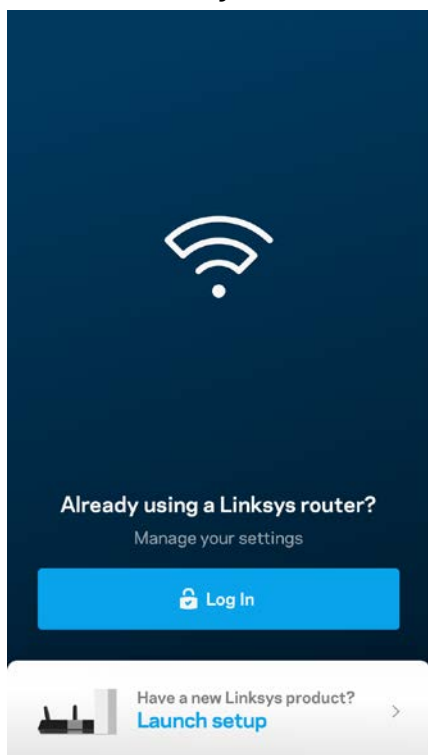 Already using a Linksys router?
Manage your settings
Log In
Have a new Linksys product?
Launch setup